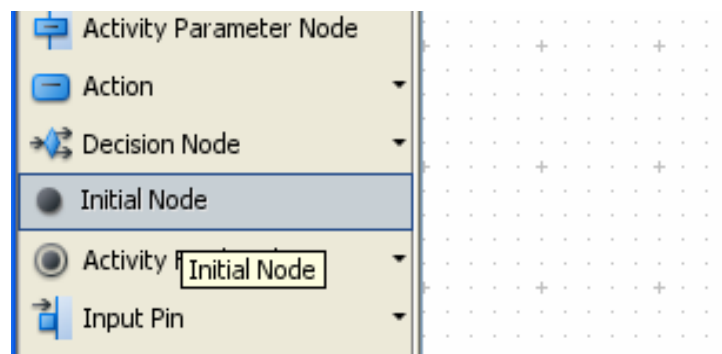 Activity Parameter Node
Action
Decision Node
Initial Node
Activity
Initial Node
Input Pin